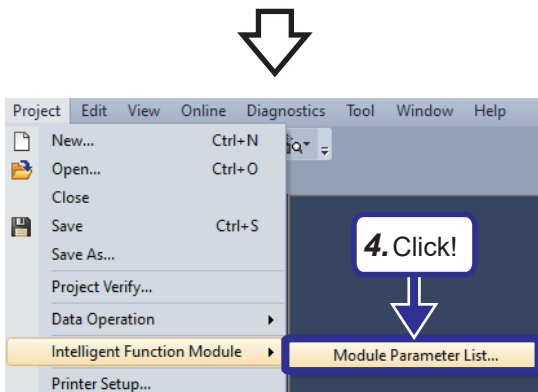 Project Edit View Online Diagnostics Tool Window Help
New... Ctrl+N
Open... Ctrl+O
Close
Save Ctrl+S
Save As...
4. Click!
Project Verify...
Data Operation
Intelligent Function Module
Module Parameter List...
Printer Setup...